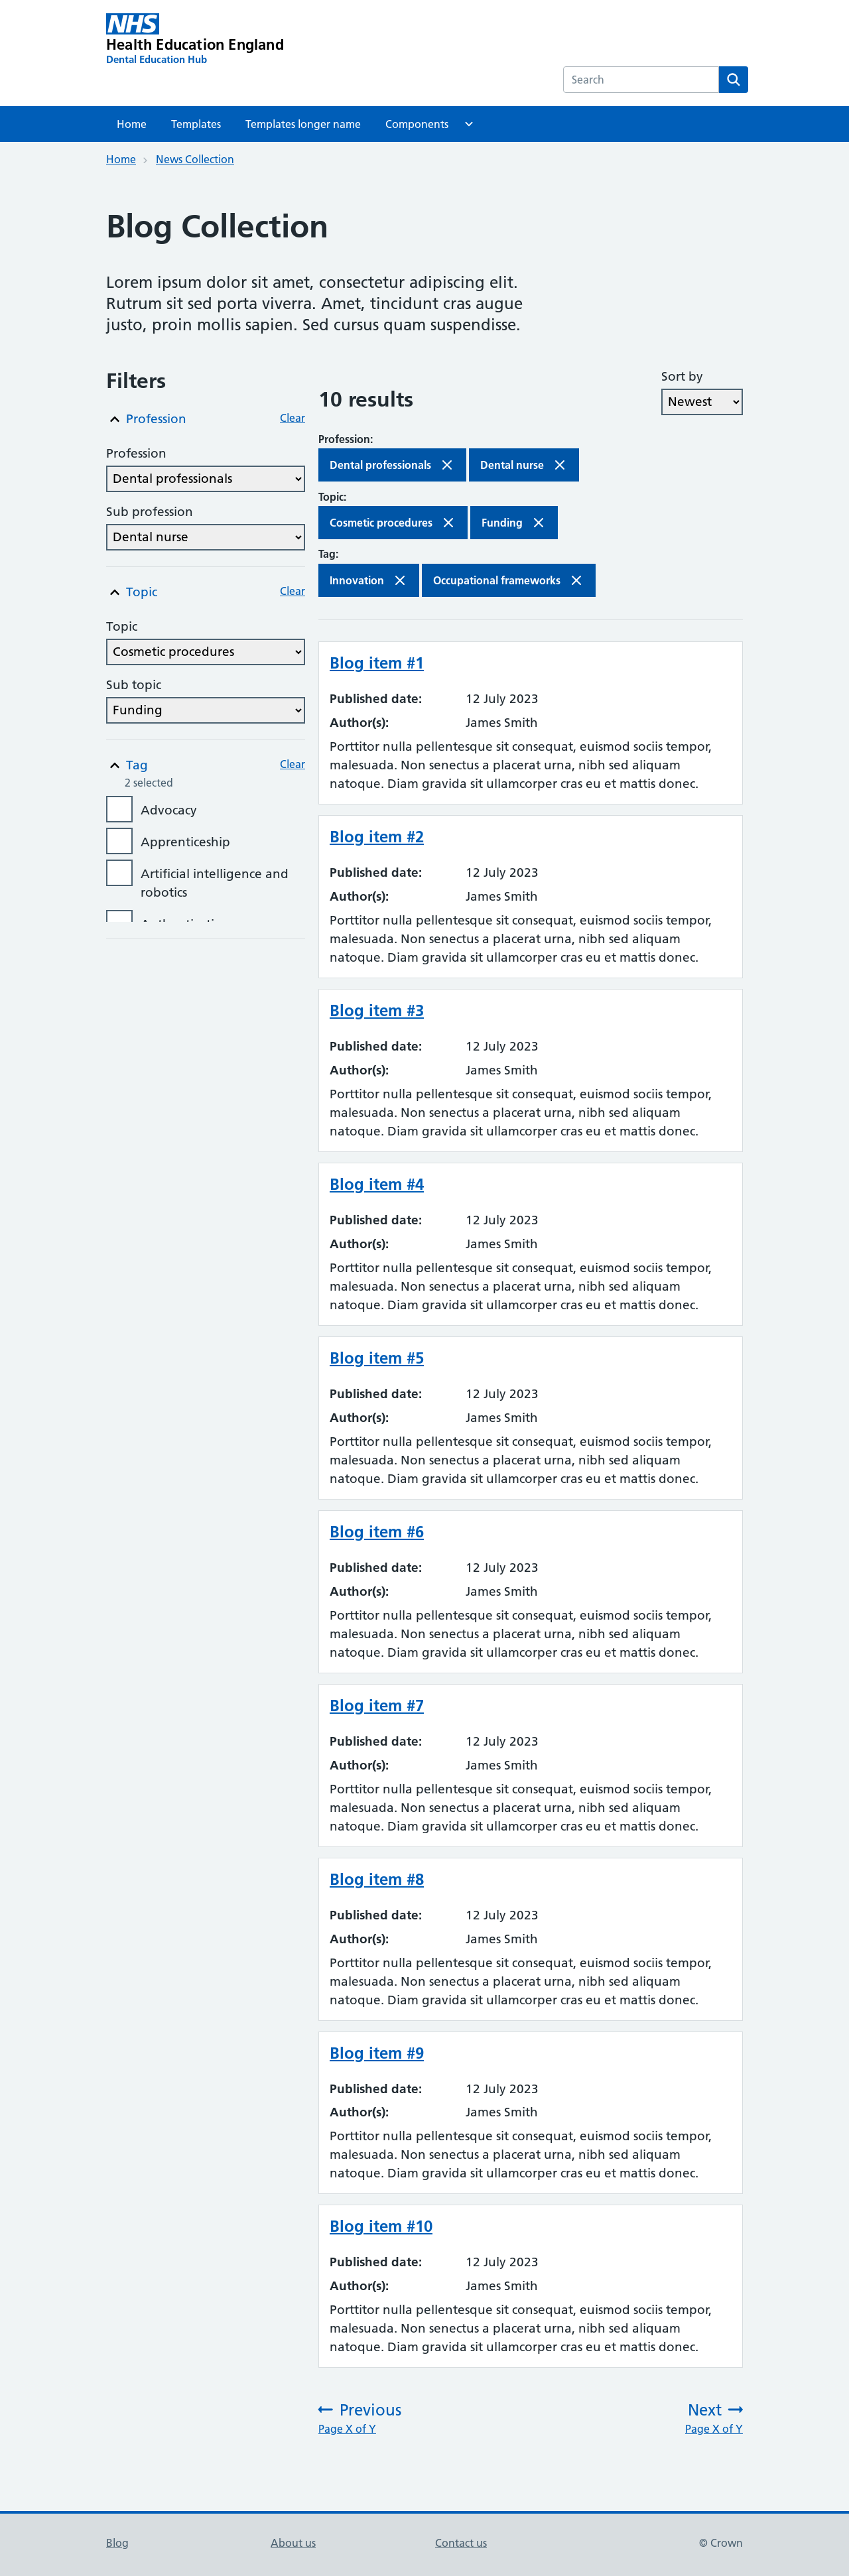 NHS
Health Education England
Dental Education Hub
Search
Home Templates Templates longer name Components
Home News Collection
Blog Collection
Lorem ipsum dolor sit amet, consectetur adipiscing elit.
Rutrum sit sed porta viverra. Amet, tincidunt cras augue
justo, proin mollis sapien. Sed cursus quam suspendisse.
Filters
Profession Clear
Profession
Dental professionals
Sub profession
Dental nurse
Topic Clear
Topic
Cosmetic procedures
Sub topic
Funding
Tag Clear
2 selected
Advocacy
Apprenticeship
Artificial intelligence and
robotics
10 results
Sort by
Newest
Profession:
Dental professionals Dental nurse
Topic:
Cosmetic procedures Funding
Tag:
Innovation Occupational frameworks
Blog item #1
Published date: 12 July 2023
Author(s): James Smith
Porttitor nulla pellentesque sit consequat, euismod sociis tempor,
malesuada. Non senectus a placerat urna, nibh sed aliquam
natoque. Diam gravida sit ullamcorper cras eu et mattis donec.
Blog item #2
Published date: 12 July 2023
Author(s): James Smith
Porttitor nulla pellentesque sit consequat, euismod sociis tempor,
malesuada. Non senectus a placerat urna, nibh sed aliquam
natoque. Diam gravida sit ullamcorper cras eu et mattis donec.
Blog item #3
Published date: 12 July 2023
Author(s): James Smith
Porttitor nulla pellentesque sit consequat, euismod sociis tempor,
malesuada. Non senectus a placerat urna, nibh sed aliquam
natoque. Diam gravida sit ullamcorper cras eu et mattis donec.
Blog item #4
Published date: 12 July 2023
Author(s): James Smith
Porttitor nulla pellentesque sit consequat, euismod sociis tempor,
malesuada. Non senectus a placerat urna, nibh sed aliquam
natoque. Diam gravida sit ullamcorper cras eu et mattis donec.
Blog item #5
Published date: 12 July 2023
Author(s): James Smith
Porttitor nulla pellentesque sit consequat, euismod sociis tempor,
malesuada. Non senectus a placerat urna, nibh sed aliquam
natoque. Diam gravida sit ullamcorper cras eu et mattis donec.
Blog item #6
Published date: 12 July 2023
Author(s): James Smith
Porttitor nulla pellentesque sit consequat, euismod sociis tempor,
malesuada. Non senectus a placerat urna, nibh sed aliquam
natoque. Diam gravida sit ullamcorper cras eu et mattis donec.
Blog item #7
Published date: 12 July 2023
Author(s): James Smith
Porttitor nulla pellentesque sit consequat, euismod sociis tempor,
malesuada. Non senectus a placerat urna, nibh sed aliquam
natoque. Diam gravida sit ullamcorper cras eu et mattis donec.
Blog item #8
Published date: 12 July 2023
Author(s): James Smith
Porttitor nulla pellentesque sit consequat, euismod sociis tempor,
malesuada. Non senectus a placerat urna, nibh sed aliquam
natoque. Diam gravida sit ullamcorper cras eu et mattis donec.
Blog item #9
Published date: 12 July 2023
Author(s): James Smith
Porttitor nulla pellentesque sit consequat, euismod sociis tempor,
malesuada. Non senectus a placerat urna, nibh sed aliquam
natoque. Diam gravida sit ullamcorper cras eu et mattis donec.
Blog item #10
Published date: 12 July 2023
Author(s): James Smith
Porttitor nulla pellentesque sit consequat, euismod sociis tempor,
malesuada. Non senectus a placerat urna, nibh sed aliquam
natoque. Diam gravida sit ullamcorper cras eu et mattis donec.
Previous Next
Page X of Y Page X of Y
Blog About us Contact us © Crown